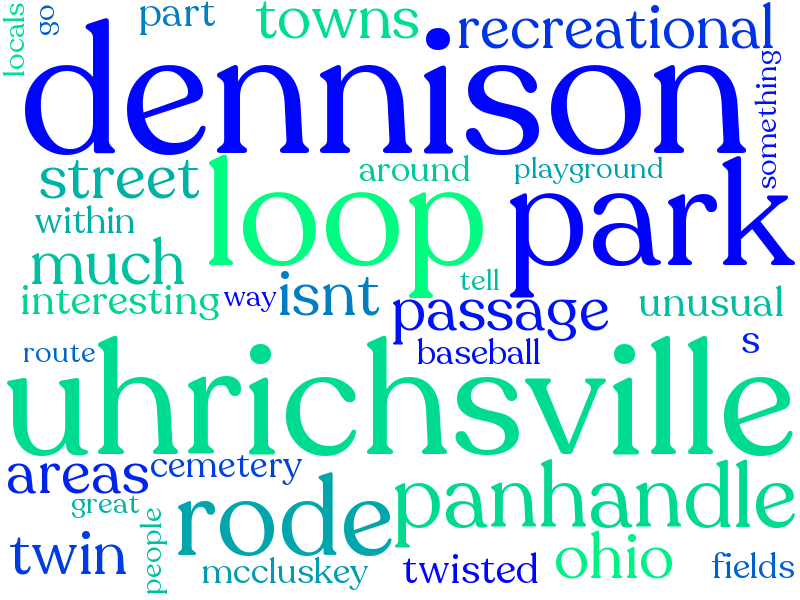 locals
go
part
towns
recreational
dennison
something
street
loop
around
playground
park
within
much
interesting
way
isnt
tell
passage
unusual
route
baseball
s
uhrichsville
areas
cemetery
great
people
rode
panhandle
twin
mccluskey
twisted
ohio
fields